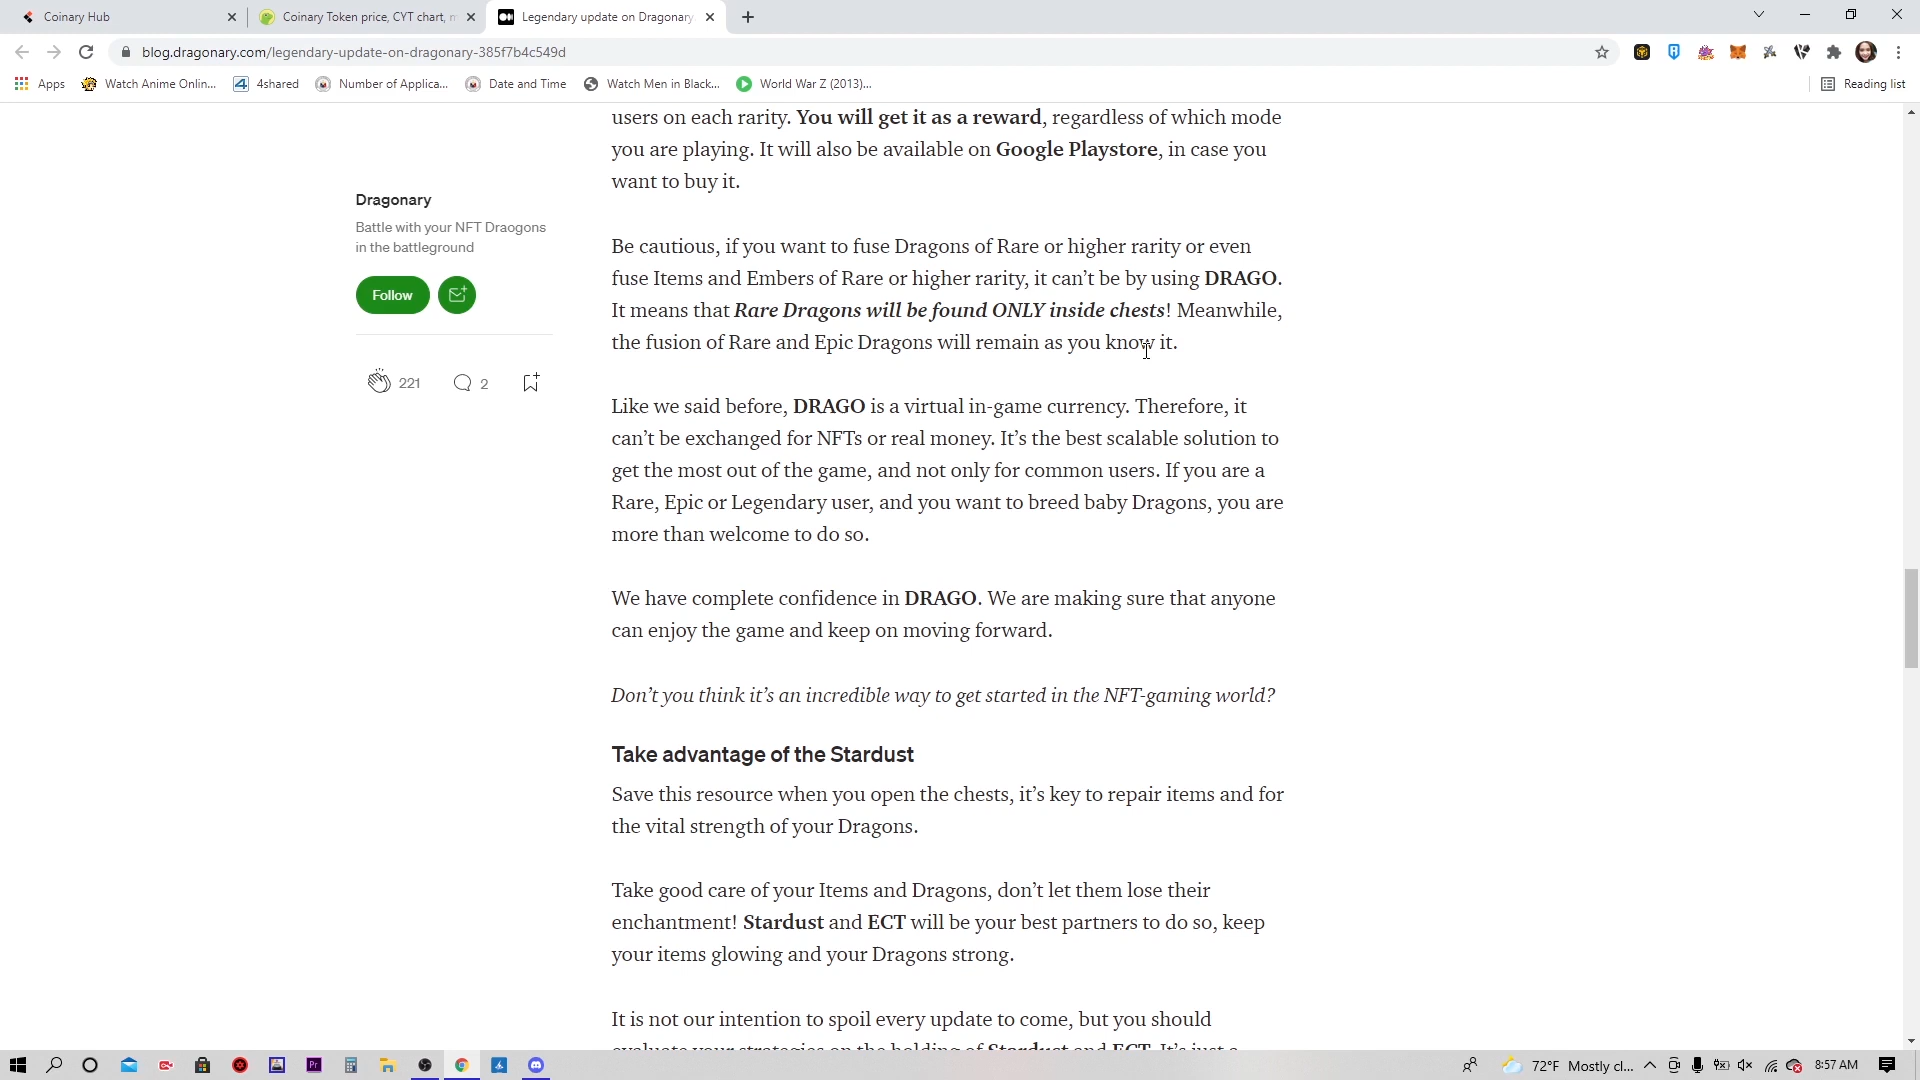 Coinary Hub
Coinary Token price, CYT chart, m
Legendary update on Dragonary
blog.dragonary.com/legendary-update-on-dragonary-385f7b4c549d
Apps
Watch Anime Onlin...
4shared
Number of Applica...
Date and Time
Watch Men in Black...
World War Z (2013)...
Reading list
Dragonary
Battle with your NFT Draogons
in the battleground
Follow
221
2
users on each rarity. You will get it as a reward, regardless of which mode
you are playing. It will also be available on Google Playstore, in case you
want to buy it.
Be cautious, if you want to fuse Dragons of Rare or higher rarity or even
fuse Items and Embers of Rare or higher rarity, it can't be by using DRAGO.
It means that Rare Dragons will be found ONLY inside chests! Meanwhile,
the fusion of Rare and Epic Dragons will remain as you know it.
Like we said before, DRAGO is a virtual in-game currency. Therefore, it
can't be exchanged for NFTs or real money. It's the best scalable solution to
get the most out of the game, and not only for common users. If you are a
Rare, Epic or Legendary user, and you want to breed baby Dragons, you are
more than welcome to do so.
We have complete confidence in DRAGO. We are making sure that anyone
can enjoy the game and keep on moving forward.
Don't you think it's an incredible way to get started in the NFT-gaming world?
Take advantage of the Stardust
Save this resource when you open the chests, it's key to repair items and for
the vital strength of your Dragons.
Take good care of your Items and Dragons, don't let them lose their
enchantment! Stardust and ECT will be your best partners to do so, keep
your items glowing and your Dragons strong.
It is not our intention to spoil every update to come, but you should
evaluate your strategies on the holding of Stardust and ECT. It's just a
Pr
72°F Mostly cl...
8:57 AM